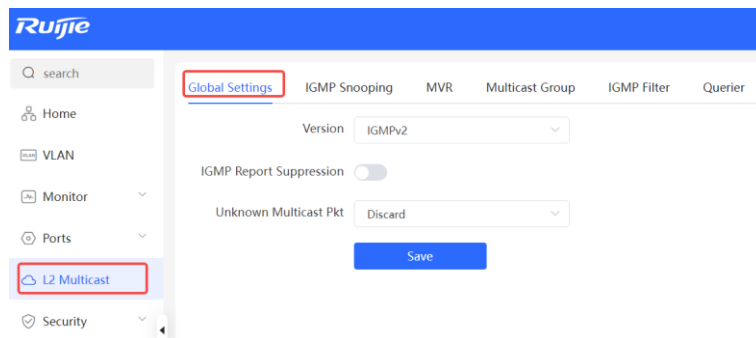 Ruijie
search
Global Settings IGMP Snooping MVR Multicast Group IGMP Filter Querier
Home
Version IGMPv2
VLAN VLAN
IGMP Report Suppression
Monitor
Unknown Multicast Pkt Discard
Ports
Save
L2 Multicast
Security